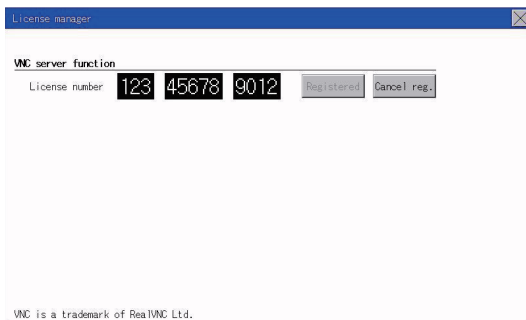 License manager
VNC server function
License number 123 45678 9012 Registered Cancel reg.
VNC is a trademark of RealVNC Ltd.